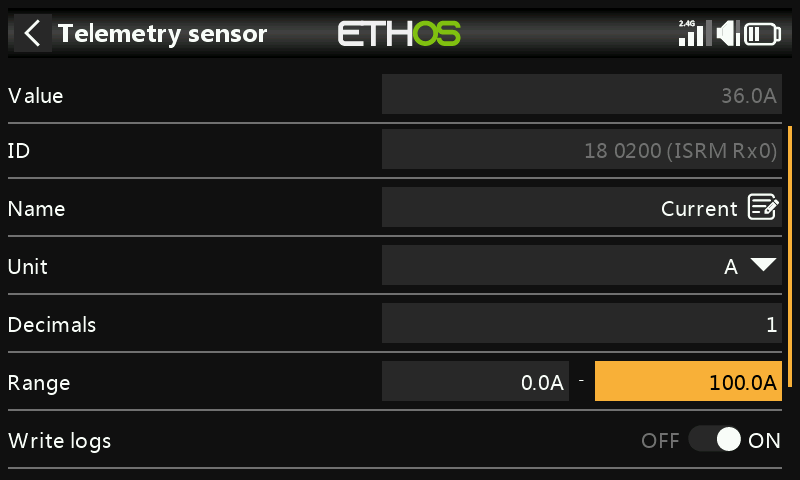 Telemetry sensor ETHOS 2.4G
Value 36.0A
ID 18 0200 (ISRM Rx0)
Name Current
Unit A
Decimals 1
Range 0.0A - 100.0A
Write logs OFF ON